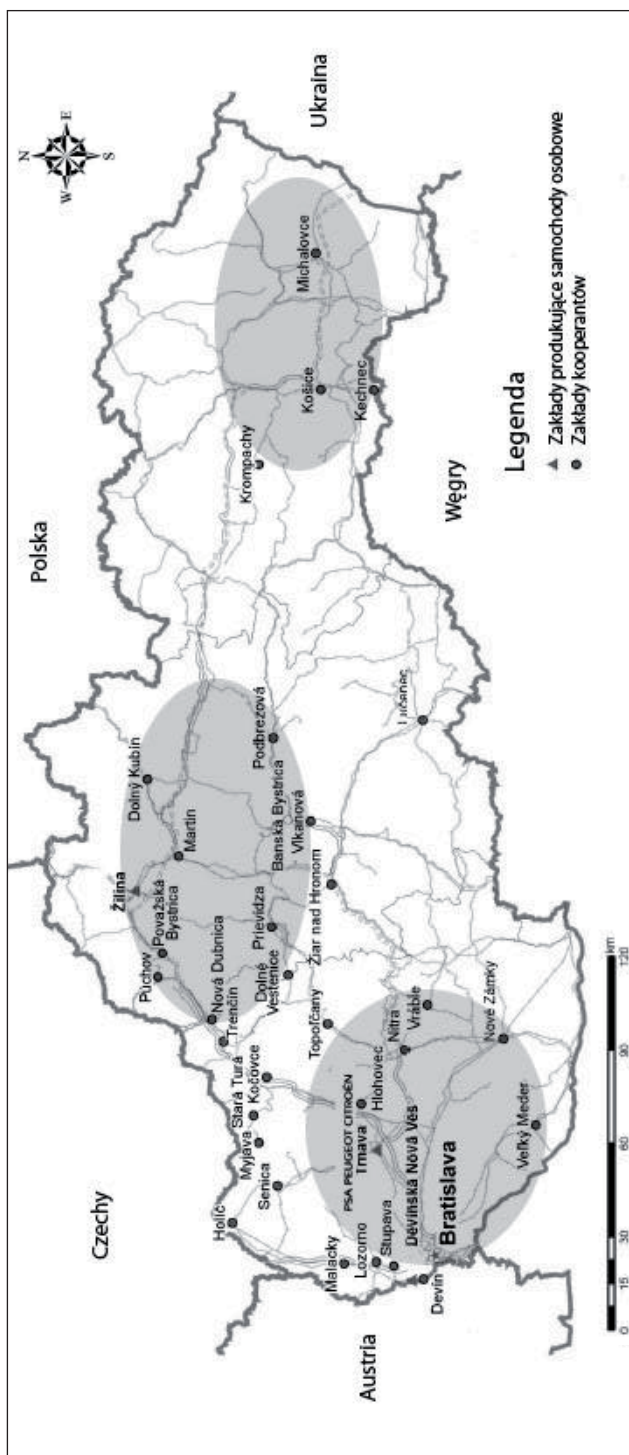 N
W
E
S
Ukraina
Polska
Czechy
Austria
Węgry
Michalovce
Košice
Kechnec
Krompachy
Dolný Kubín
Martin
Žilina
Považská
Bystrica
Púchov
Nová Dubnica
Trenčín
Prievidza
Dolné
Vestenice
Podbrezová
Banská Bystrica
Vlkanová
Žiar nad Hronom
Topoľčany
Stará Turá
Kočovce
Myjava
Senica
Holíč
Malacky
Lozorno
Stupava
Devín
PSA PEUGEOT CITROËN
Trnava
Hlohovec
Nitra
Vráble
Nové Zámky
Veľký Meder
Devínska Nová Ves
Bratislava
Legenda
Zakłady produkujące samochody osobowe
Zakłady kooperantów
0 15 30 60 90 120
km